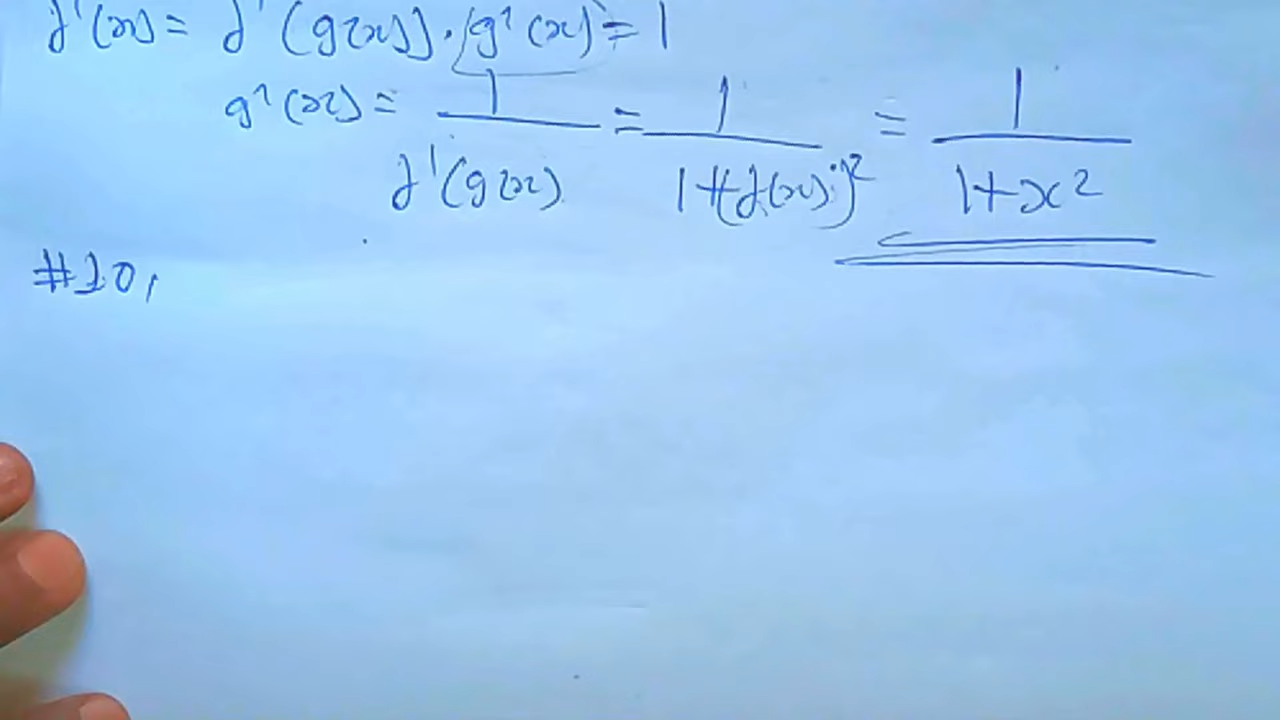 f'(x) = f'(g(x)) · g'(x) = 1
g'(x) = 1/f'(g(x) = 1/1+(f(x))² = 1/1+x²
#10,